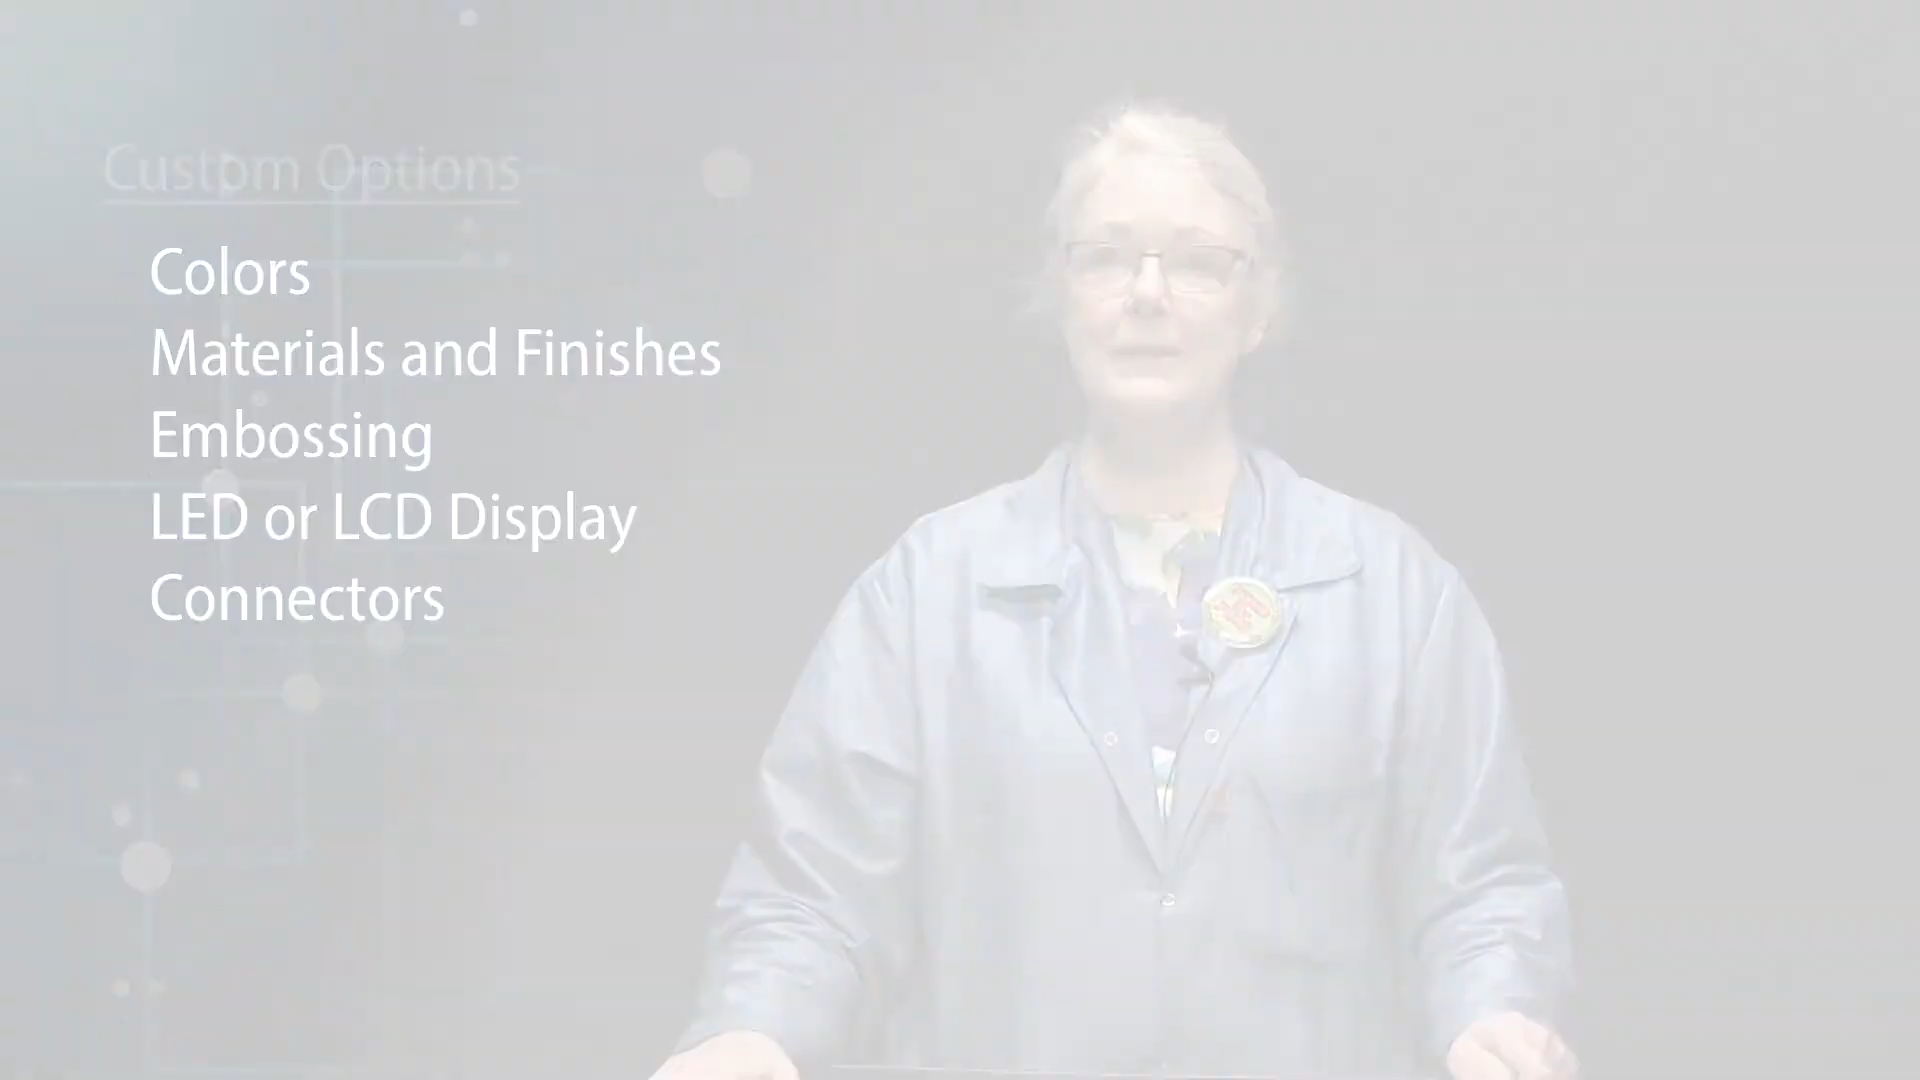 Custom Options
Colors
Materials and Finishes
Embossing
LED or LCD Display
Connectors